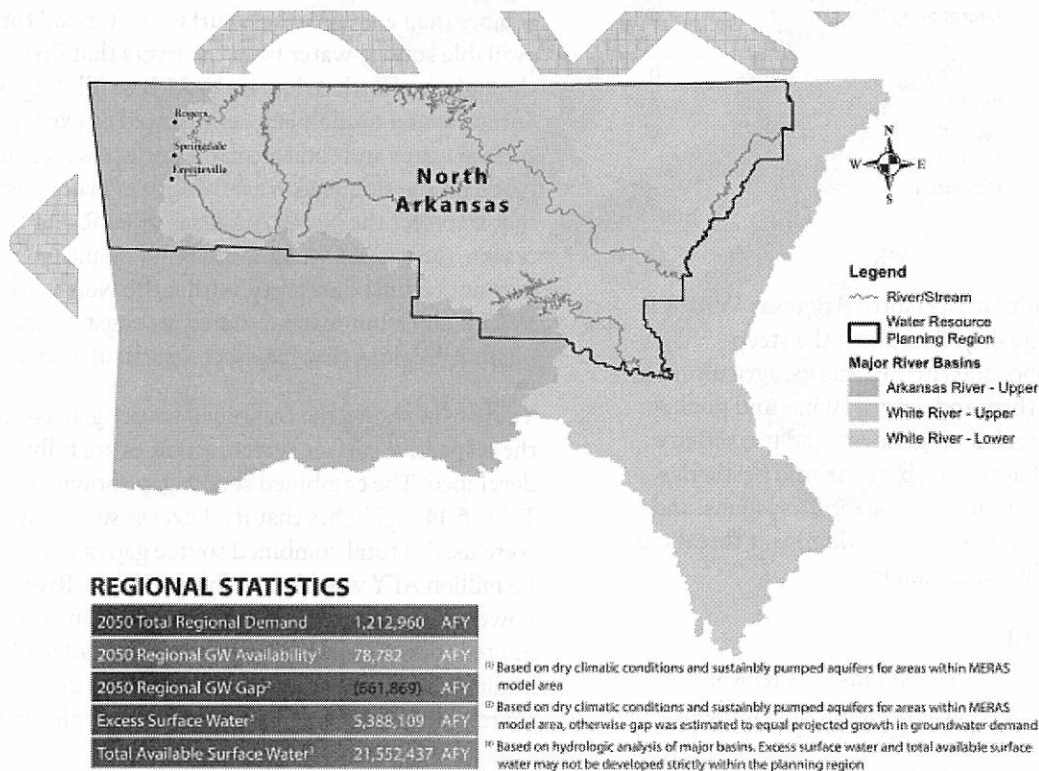 Rogers
Springdale
Fayetteville
North
Arkansas
N
W E
S
Legend
River/Stream
Water Resource
Planning Region
Major River Basins
Arkansas River - Upper
White River - Upper
White River - Lower
REGIONAL STATISTICS
2050 Total Regional Demand 1,212,960 AFY
2050 Regional GW Availability¹ 78,782 AFY
2050 Regional GW Gap² (661,869) AFY
Excess Surface Water³ 5,388,109 AFY
Total Available Surface Water³ 21,552,437 AFY
(1) Based on dry climatic conditions and sustainbly pumped aquifers for areas within MERAS
model area
(2) Based on dry climatic conditions and sustainably pumped aquifers for areas within MERAS
model area, otherwise gap was estimated to equal projected growth in groundwater demand
Based on hydrologic analysis of major basins. Excess surface water and total available surface
water may not be developed strictly within the planning region